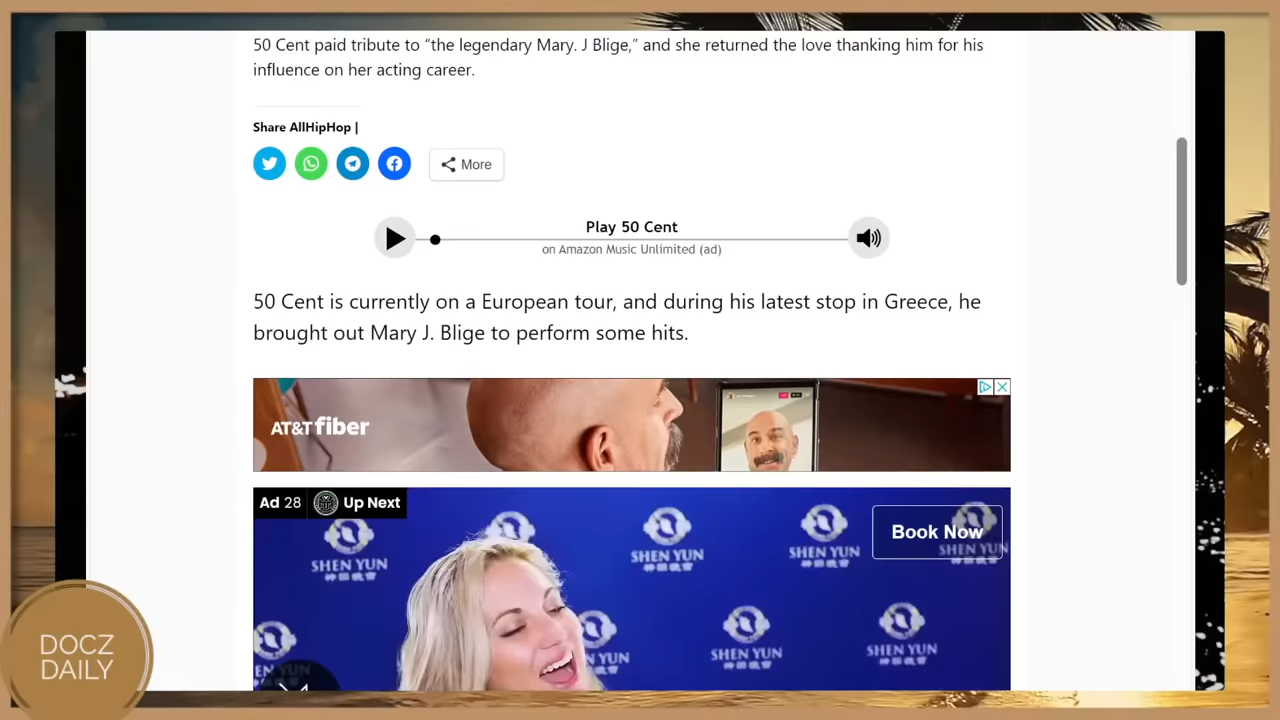 50 Cent paid tribute to “the legendary Mary. J Blige,” and she returned the love thanking him for his
influence on her acting career.
Share AllHipHop |
More
Play 50 Cent
on Amazon Music Unlimited (ad)
50 Cent is currently on a European tour, and during his latest stop in Greece, he
brought out Mary J. Blige to perform some hits.
AT&T fiber
Ad 28 Up Next
Book Now
SHEN YUN
SHEN YUN
SHEN YUN
SHEN YUN
YUN
SHEN YUN
SHEN YUN
DOCZ
DAILY